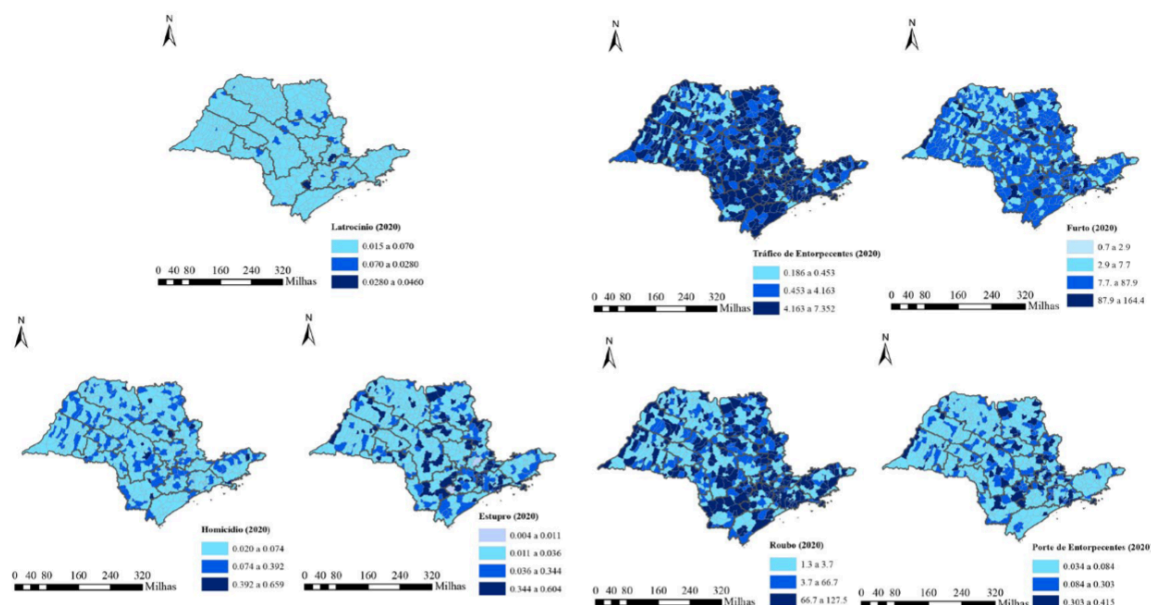 N
Latrocínio (2020)
0.015 a 0.070
0.070 a 0.0280
0.0280 a 0.0460
0 40 80 160 240 320
Milhas
N
Tráfico de Entorpecentes (2020)
0.186 a 0.453
0.453 a 4.163
4.163 a 7.352
0 40 80 160 240 320
Milhas
N
Furto (2020)
0.7 a 2.9
2.9 a 7.7
7.7. a 87.9
87.9 a 164.4
0 40 80 160 240 320
Milhas
N
Homicídio (2020)
0.020 a 0.074
0.074 a 0.392
0.392 a 0.659
0 40 80 160 240 320
Milhas
N
Estupro (2020)
0.004 a 0.011
0.011 a 0.036
0.036 a 0.344
0.344 a 0.604
0 40 80 160 240 320
Milhas
N
Roubo (2020)
1.3 a 3.7
3.7 a 66.7
66.7 a 127.5
0 40 80 160 240 320
Milhas
N
Porte de Entorpecentes (2020)
0.034 a 0.084
0.084 a 0.303
0.303 a 0.415
0 40 80 160 240 320
Milhas